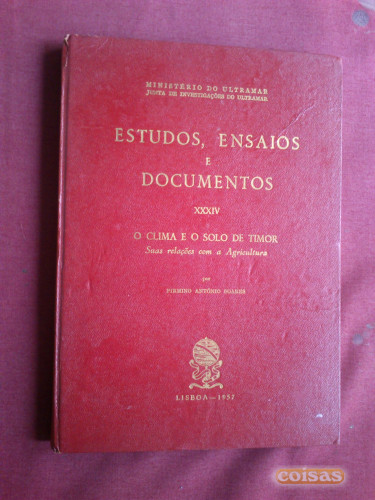 MINISTÉRIO DO ULTRAMAR
JUNTA DE INVESTIGAÇÕES DO ULTRAMAR
ESTUDOS, ENSAIOS
E
DOCUMENTOS
XXXIV
O CLIMA E O SOLO DE TIMOR
Suas relações com a Agricultura
por
FIRMINO ANTÓNIO SOARES
LISBOA — 1957
coisas